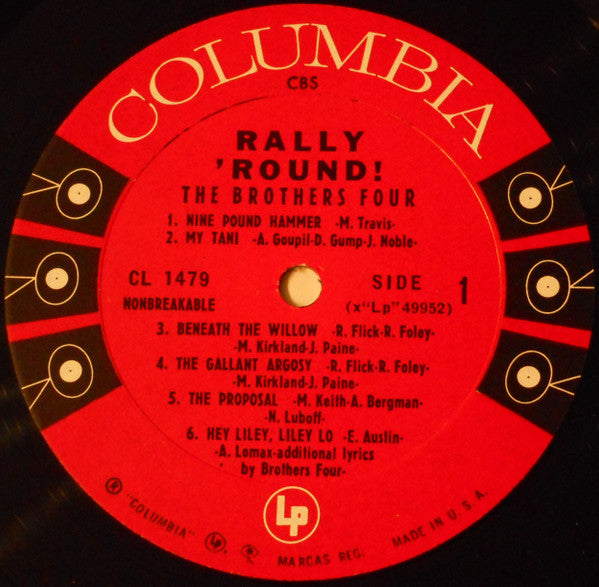 COLUMBIA
CBS
RALLY
'ROUND!
THE BROTHERS FOUR
1. NINE POUND HAMMER -M. Travis-
2. MY TANI -A. Goupil-D. Gump-J. Noble-
CL 1479
NONBREAKABLE
SIDE 1
(x"Lp" 49952)
3. BENEATH THE WILLOW -R. Flick-R. Foley-
-M. Kirkland-J. Paine-
4. THE GALLANT ARGOSY -R. Flick-R. Foley-
-M. Kirkland-J. Paine-
5. THE PROPOSAL -M. Keith-A. Bergman-
-N. Luboff-
6. HEY LILEY, LILEY LO -E. Austin-
-A. Lomax-additional lyrics
by Brothers Four-
Lp
® "COLUMBIA" Lp, MARCAS REG. MADE IN U.S.A.